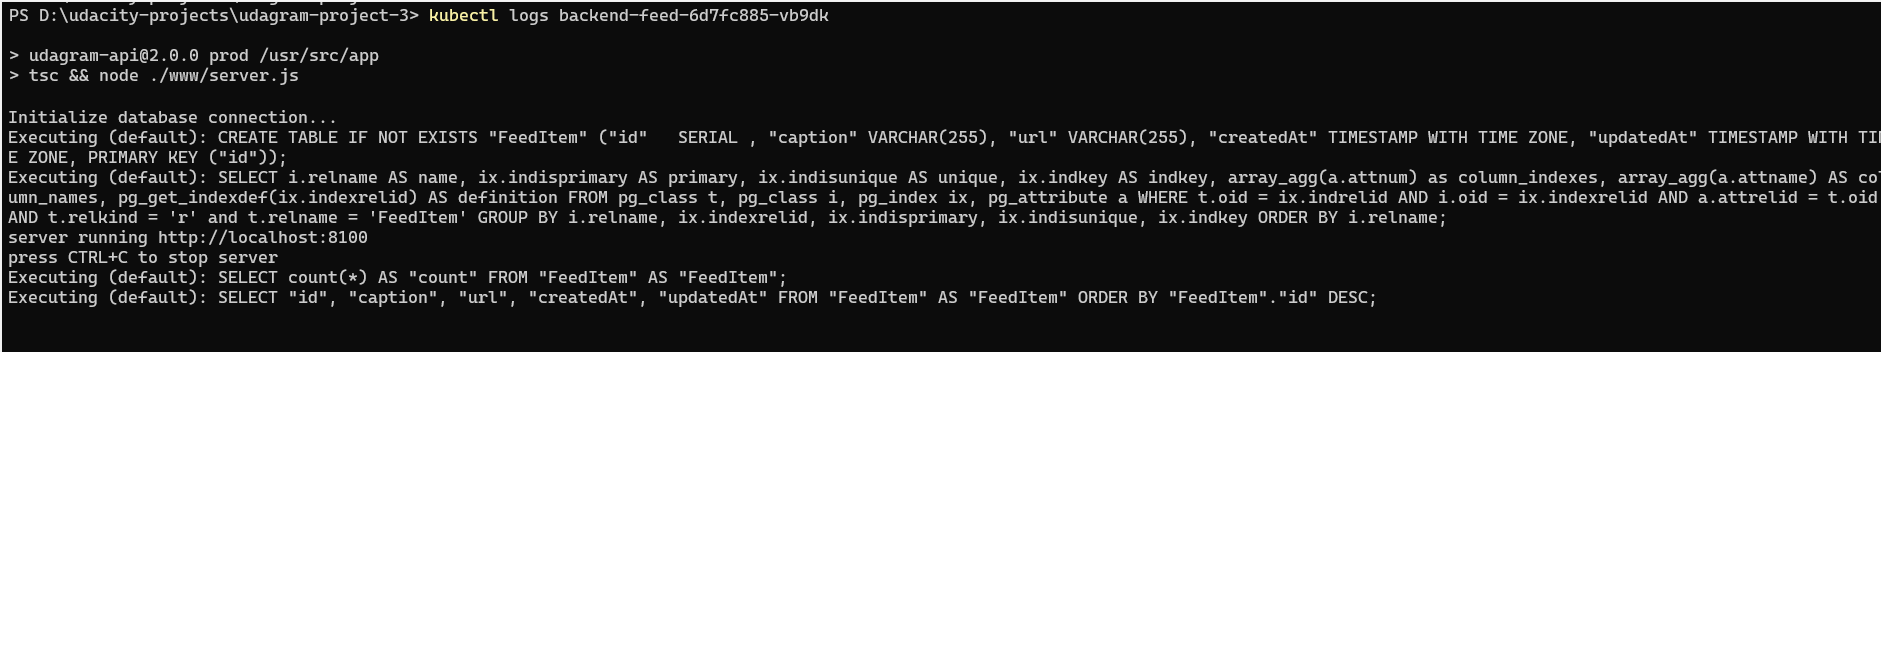 PS D:\udacity-projects\udagram-project-3> kubectl logs backend-feed-6d7fc885-vb9dk
> udagram-api@2.0.0 prod /usr/src/app
> tsc && node ./www/server.js
Initialize database connection...
Executing (default): CREATE TABLE IF NOT EXISTS "FeedItem" ("id"   SERIAL , "caption" VARCHAR(255), "url" VARCHAR(255), "createdAt" TIMESTAMP WITH TIME ZONE, "updatedAt" TIMESTAMP WITH TIM
E ZONE, PRIMARY KEY ("id"));
Executing (default): SELECT i.relname AS name, ix.indisprimary AS primary, ix.indisunique AS unique, ix.indkey AS indkey, array_agg(a.attnum) as column_indexes, array_agg(a.attname) AS col
umn_names, pg_get_indexdef(ix.indexrelid) AS definition FROM pg_class t, pg_class i, pg_index ix, pg_attribute a WHERE t.oid = ix.indrelid AND i.oid = ix.indexrelid AND a.attrelid = t.oid
AND t.relkind = 'r' and t.relname = 'FeedItem' GROUP BY i.relname, ix.indexrelid, ix.indisprimary, ix.indisunique, ix.indkey ORDER BY i.relname;
server running http://localhost:8100
press CTRL+C to stop server
Executing (default): SELECT count(*) AS "count" FROM "FeedItem" AS "FeedItem";
Executing (default): SELECT "id", "caption", "url", "createdAt", "updatedAt" FROM "FeedItem" AS "FeedItem" ORDER BY "FeedItem"."id" DESC;